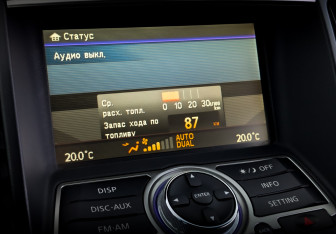 Статус
Аудио выкл.
Ср.
расх. топл.
0 10 20 30
Запас хода по
топливу
87
AUTO
DUAL
20.0°C
20.0°C
DISP
DISC·AUX
FM·AM
ENTER
OFF
INFO
SETTING